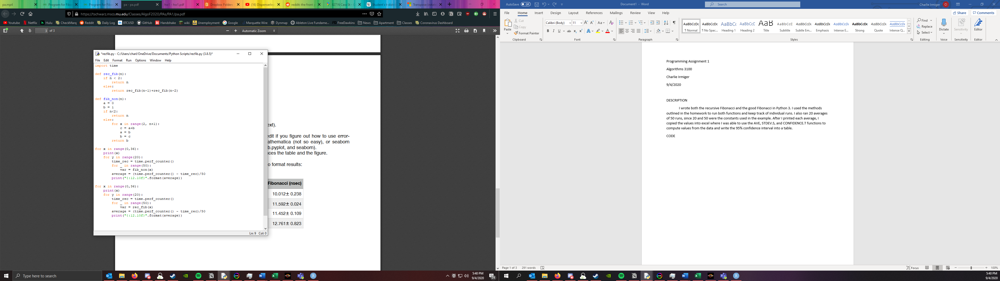 pa.mp4
Program for Fibo
Program for Fibo
pa - pa.pdf
hw1 - hw1.pdf
Dropbox Folders
(16) Dispenserles
reddit: the front p
827 N Cass St - G
Student's t-distrib
Transpose (rotate
https://tschwarz.mscs.mu.edu/Classes/AlgoF2020/PAs/PA1/pa.pdf
Youtube Netflix Hulu CheckMarq Reddit Daily Log BTCUSD GitHub Handshake wiki Unemployment Google Marquette Wire Dynmap Ableton Live Fundame... FreeDawkins News Apartment Classes Coronavirus Dashboard
3 of 3
Automatic Zoom
*recfib.py - C:/Users/charl/OneDrive/Documents/Python Scripts/recfib.py (3.8.5)*
File Edit Format Run Options Window Help
import time
def rec_fib(n):
    if n < 2:
        return n
    else:
        return rec_fib(n-1)+rec_fib(n-2)
def fib_non(n):
    a = 0
    b = 1
    if n<2:
        return n
    else:
        for x in range(2, n+1):
            c = a+b
            a = b
            b = c
        return b
for x in range(0,36):
    print(x)
    for y in range(20):
        time_rec = time.perf_counter()
        for _ in range(50):
            var = fib_non(x)
        average = (time.perf_counter() - time_rec)/50
        print("{:12.10f}".format(average))
for x in range(0,36):
    print(x)
    for y in range(20):
        time_rec = time.perf_counter()
        for _ in range(50):
            var = rec_fib(x)
        average = (time.perf_counter() - time_rec)/50
        print("{:12.10f}".format(average))
Ln: 9 Col: 0
ext).
edit if you figure out how to use error-
athematica (not so easy), or seaborn
b.pyplot, and seaborn).
ces the table and the figure.
o format results:
Fibonacci (nsec)
10.012± 0.238
11.592± 0.024
11.452± 0.109
12.761± 0.823
Type here to search
5:40 PM
9/4/2020
28
AutoSave Off
Document1 - Word
Search
Charlie Irmiger CI
File Home Insert Design Layout References Mailings Review View Help
Share Comments
Paste
Cut
Copy
Format Painter
Clipboard
Calibri (Body) 11
Font
Paragraph
AaBbCcDc AaBbCcDc AaBbCc AaBbCcD AaB AaBbCcD AaBbCcDc AaBbCcDc AaBbCcDc AaBbCcDc AaBbCcDc AaBbCcDc
¶ Normal ¶ No Spac... Heading 1 Heading 2 Title Subtitle Subtle Em... Emphasis Intense E... Strong Quote Intense Q...
Styles
Find
Replace
Select
Editing
Dictate
Voice
Sensitivity
Sensitivity
Editor
Editor
Programming Assignment 1
Algorithms 3100
Charlie Irmiger
9/4/2020
DESCRIPTION
I wrote both the recursive Fibonacci and the good Fibonacci in Python 3. I used the methods
outlined in the homework to run both functions and keep track of individual runs. I also ran 20 averages
of 50 runs, since 20 and 50 were the constants used in the example. After I printed each average, I
copied the values into excel where I was able to use the AVE, STDEV.S, and CONFIDENCE.T functions to
compute values from the data and write the 95% confidence interval into a table.
CODE
Page 1 of 3 291 words
Focus
100%
5:40 PM
9/4/2020